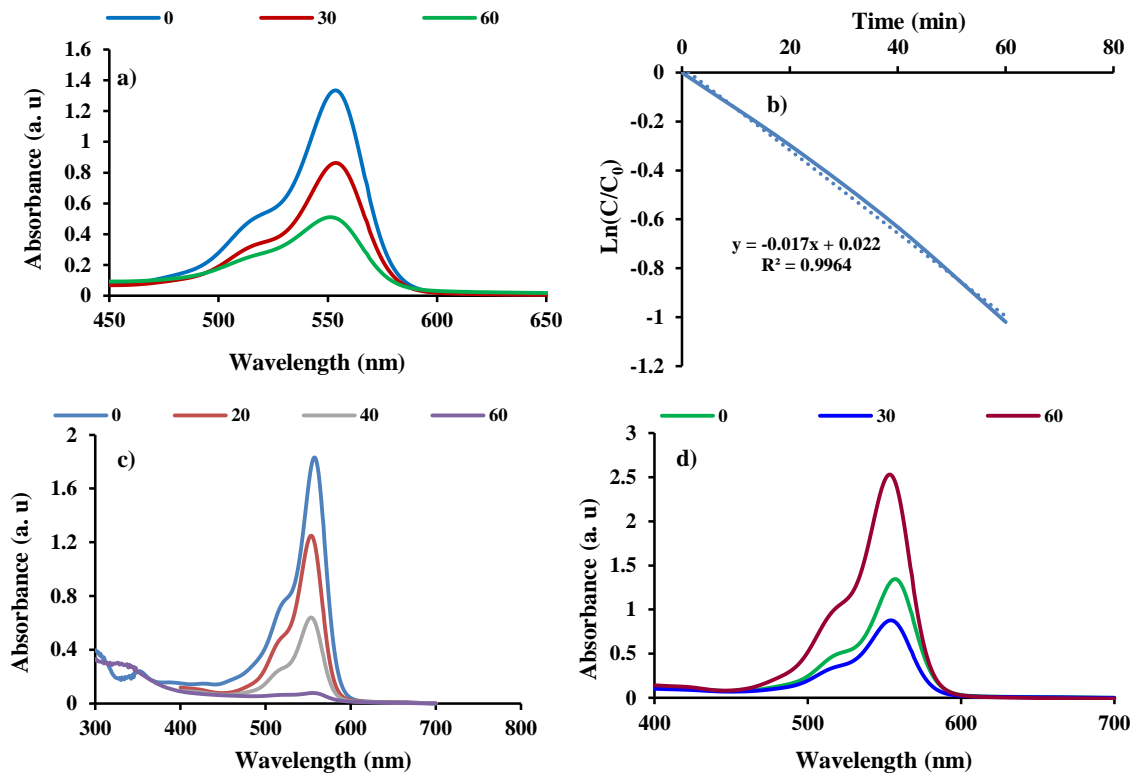 0 30 60
a)
Absorbance (a. u)
1.6
1.4
1.2
1
0.8
0.6
0.4
0.2
0
450 500 550 600 650
Wavelength (nm)
Time (min)
0 20 40 60 80
b)
Ln(C/C₀)
0
-0.2
-0.4
-0.6
-0.8
-1
-1.2
y = -0.017x + 0.022
R² = 0.9964
0 20 40 60
c)
Absorbance (a. u)
2
1.6
1.2
0.8
0.4
0
300 400 500 600 700 800
Wavelength (nm)
0 30 60
d)
Absorbance (a. u)
3
2.5
2
1.5
1
0.5
0
400 500 600 700
Wavelength (nm)